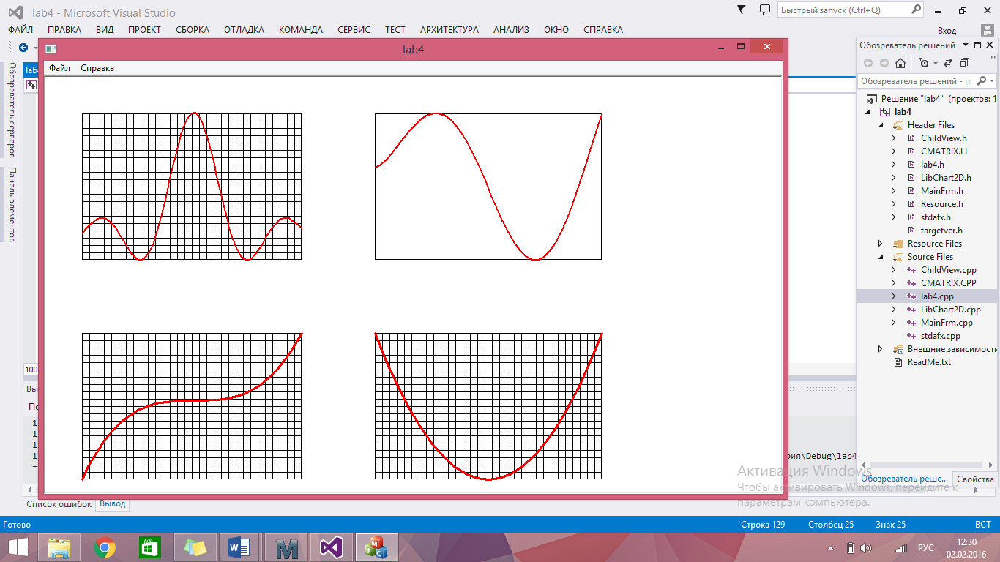 lab4 - Microsoft Visual Studio
Быстрый запуск (Ctrl+Q)
ФАЙЛ ПРАВКА ВИД ПРОЕКТ СБОРКА ОТЛАДКА КОМАНДА СЕРВИС ТЕСТ АРХИТЕКТУРА АНАЛИЗ ОКНО СПРАВКА
Вход
lab4
Файл Справка
Обозреватель серверов
Панель элементов
lab
100
Вы
По
1
1
1
1
=
рия\Debug\lab4
Список ошибок Вывод
Обозреватель решений
Обозреватель решений - по
Решение "lab4" (проектов: 1
lab4
Header Files
ChildView.h
CMATRIX.H
lab4.h
LibChart2D.h
MainFrm.h
Resource.h
stdafx.h
targetver.h
Resource Files
Source Files
ChildView.cpp
CMATRIX.CPP
lab4.cpp
LibChart2D.cpp
MainFrm.cpp
stdafx.cpp
Внешние зависимости
ReadMe.txt
Обозреватель реше... Свойства
Активация Windows
Чтобы активировать Windows, перейдите к
параметрам компьютера.
Готово Строка 129 Столбец 25 Знак 25 ВСТ
РУС
12:30
02.02.2016